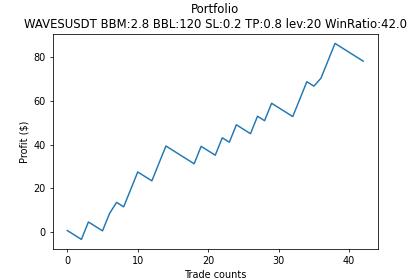 Portfolio
WAVESUSDT BBM:2.8 BBL:120 SL:0.2 TP:0.8 lev:20 WinRatio:42.0
Profit ($)
80
60
40
20
0
0
10
20
30
40
Trade counts